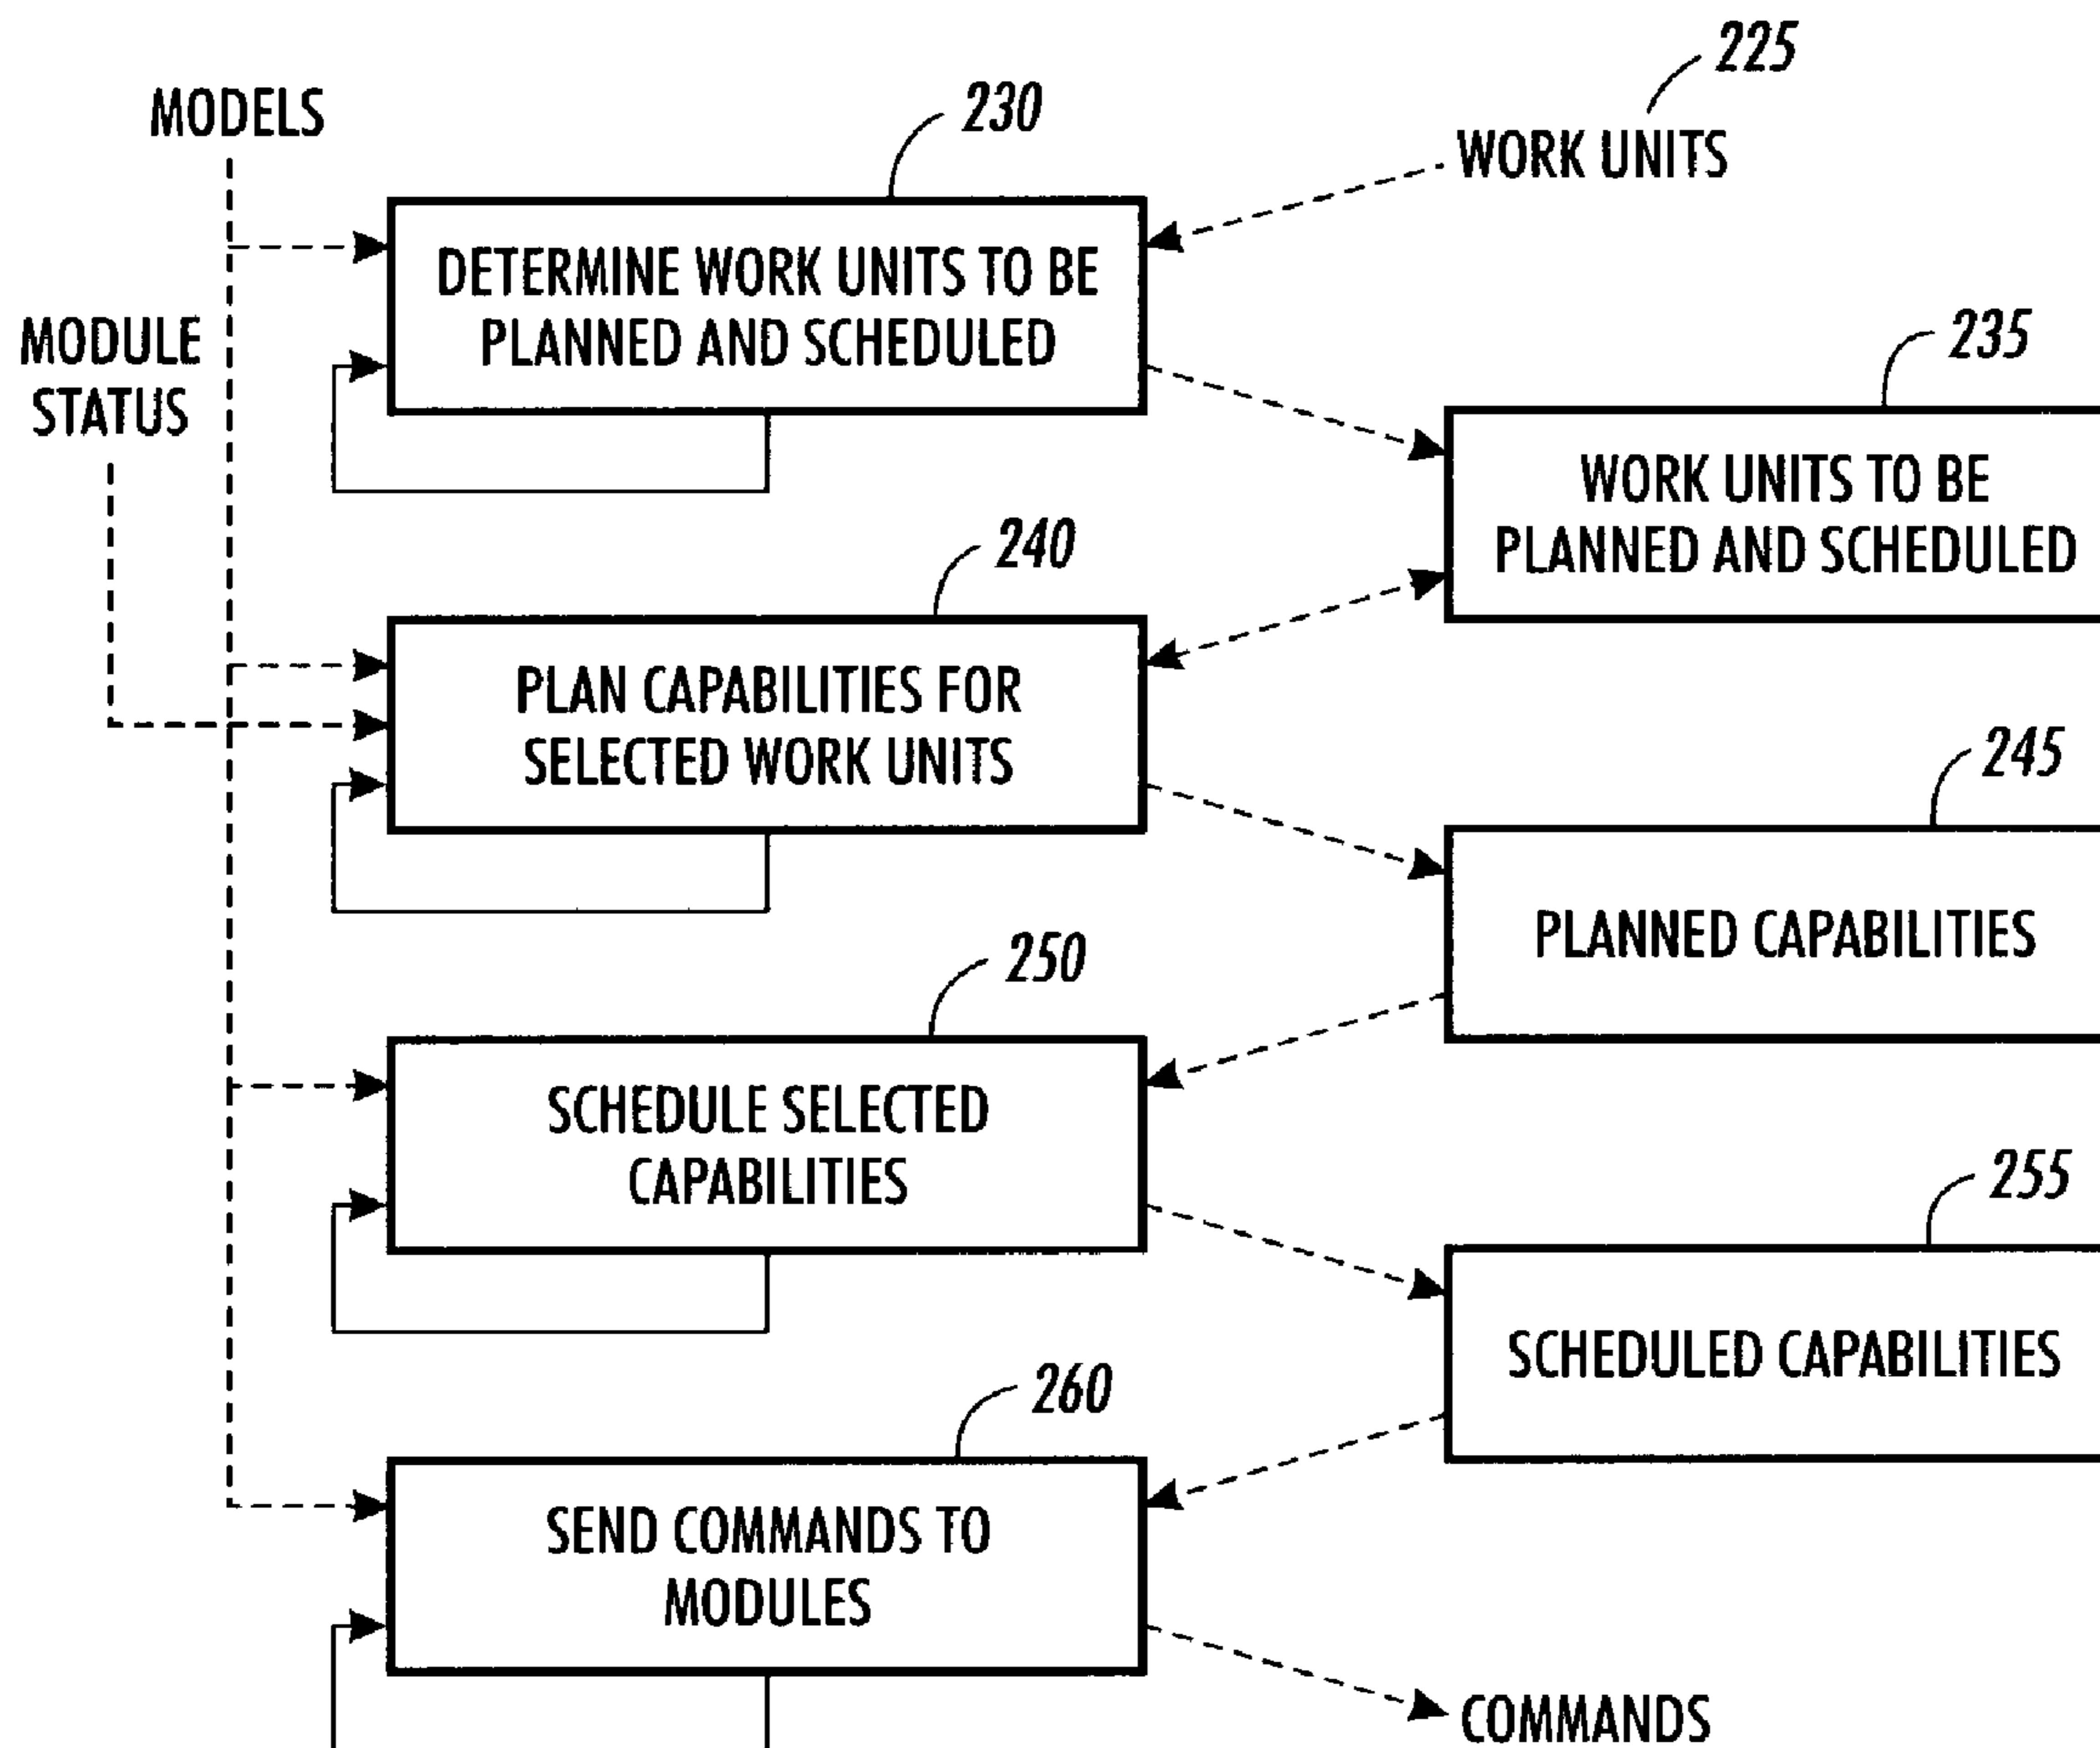 225
230
MODELS
WORK UNITS
DETERMINE WORK UNITS TO BE
PLANNED AND SCHEDULED
MODULE
STATUS
235
WORK UNITS TO BE
PLANNED AND SCHEDULED
240
PLAN CAPABILITIES FOR
SELECTED WORK UNITS
245
PLANNED CAPABILITIES
250
SCHEDULE SELECTED
CAPABILITIES
255
SCHEDULED CAPABILITIES
260
SEND COMMANDS TO
MODULES
COMMANDS